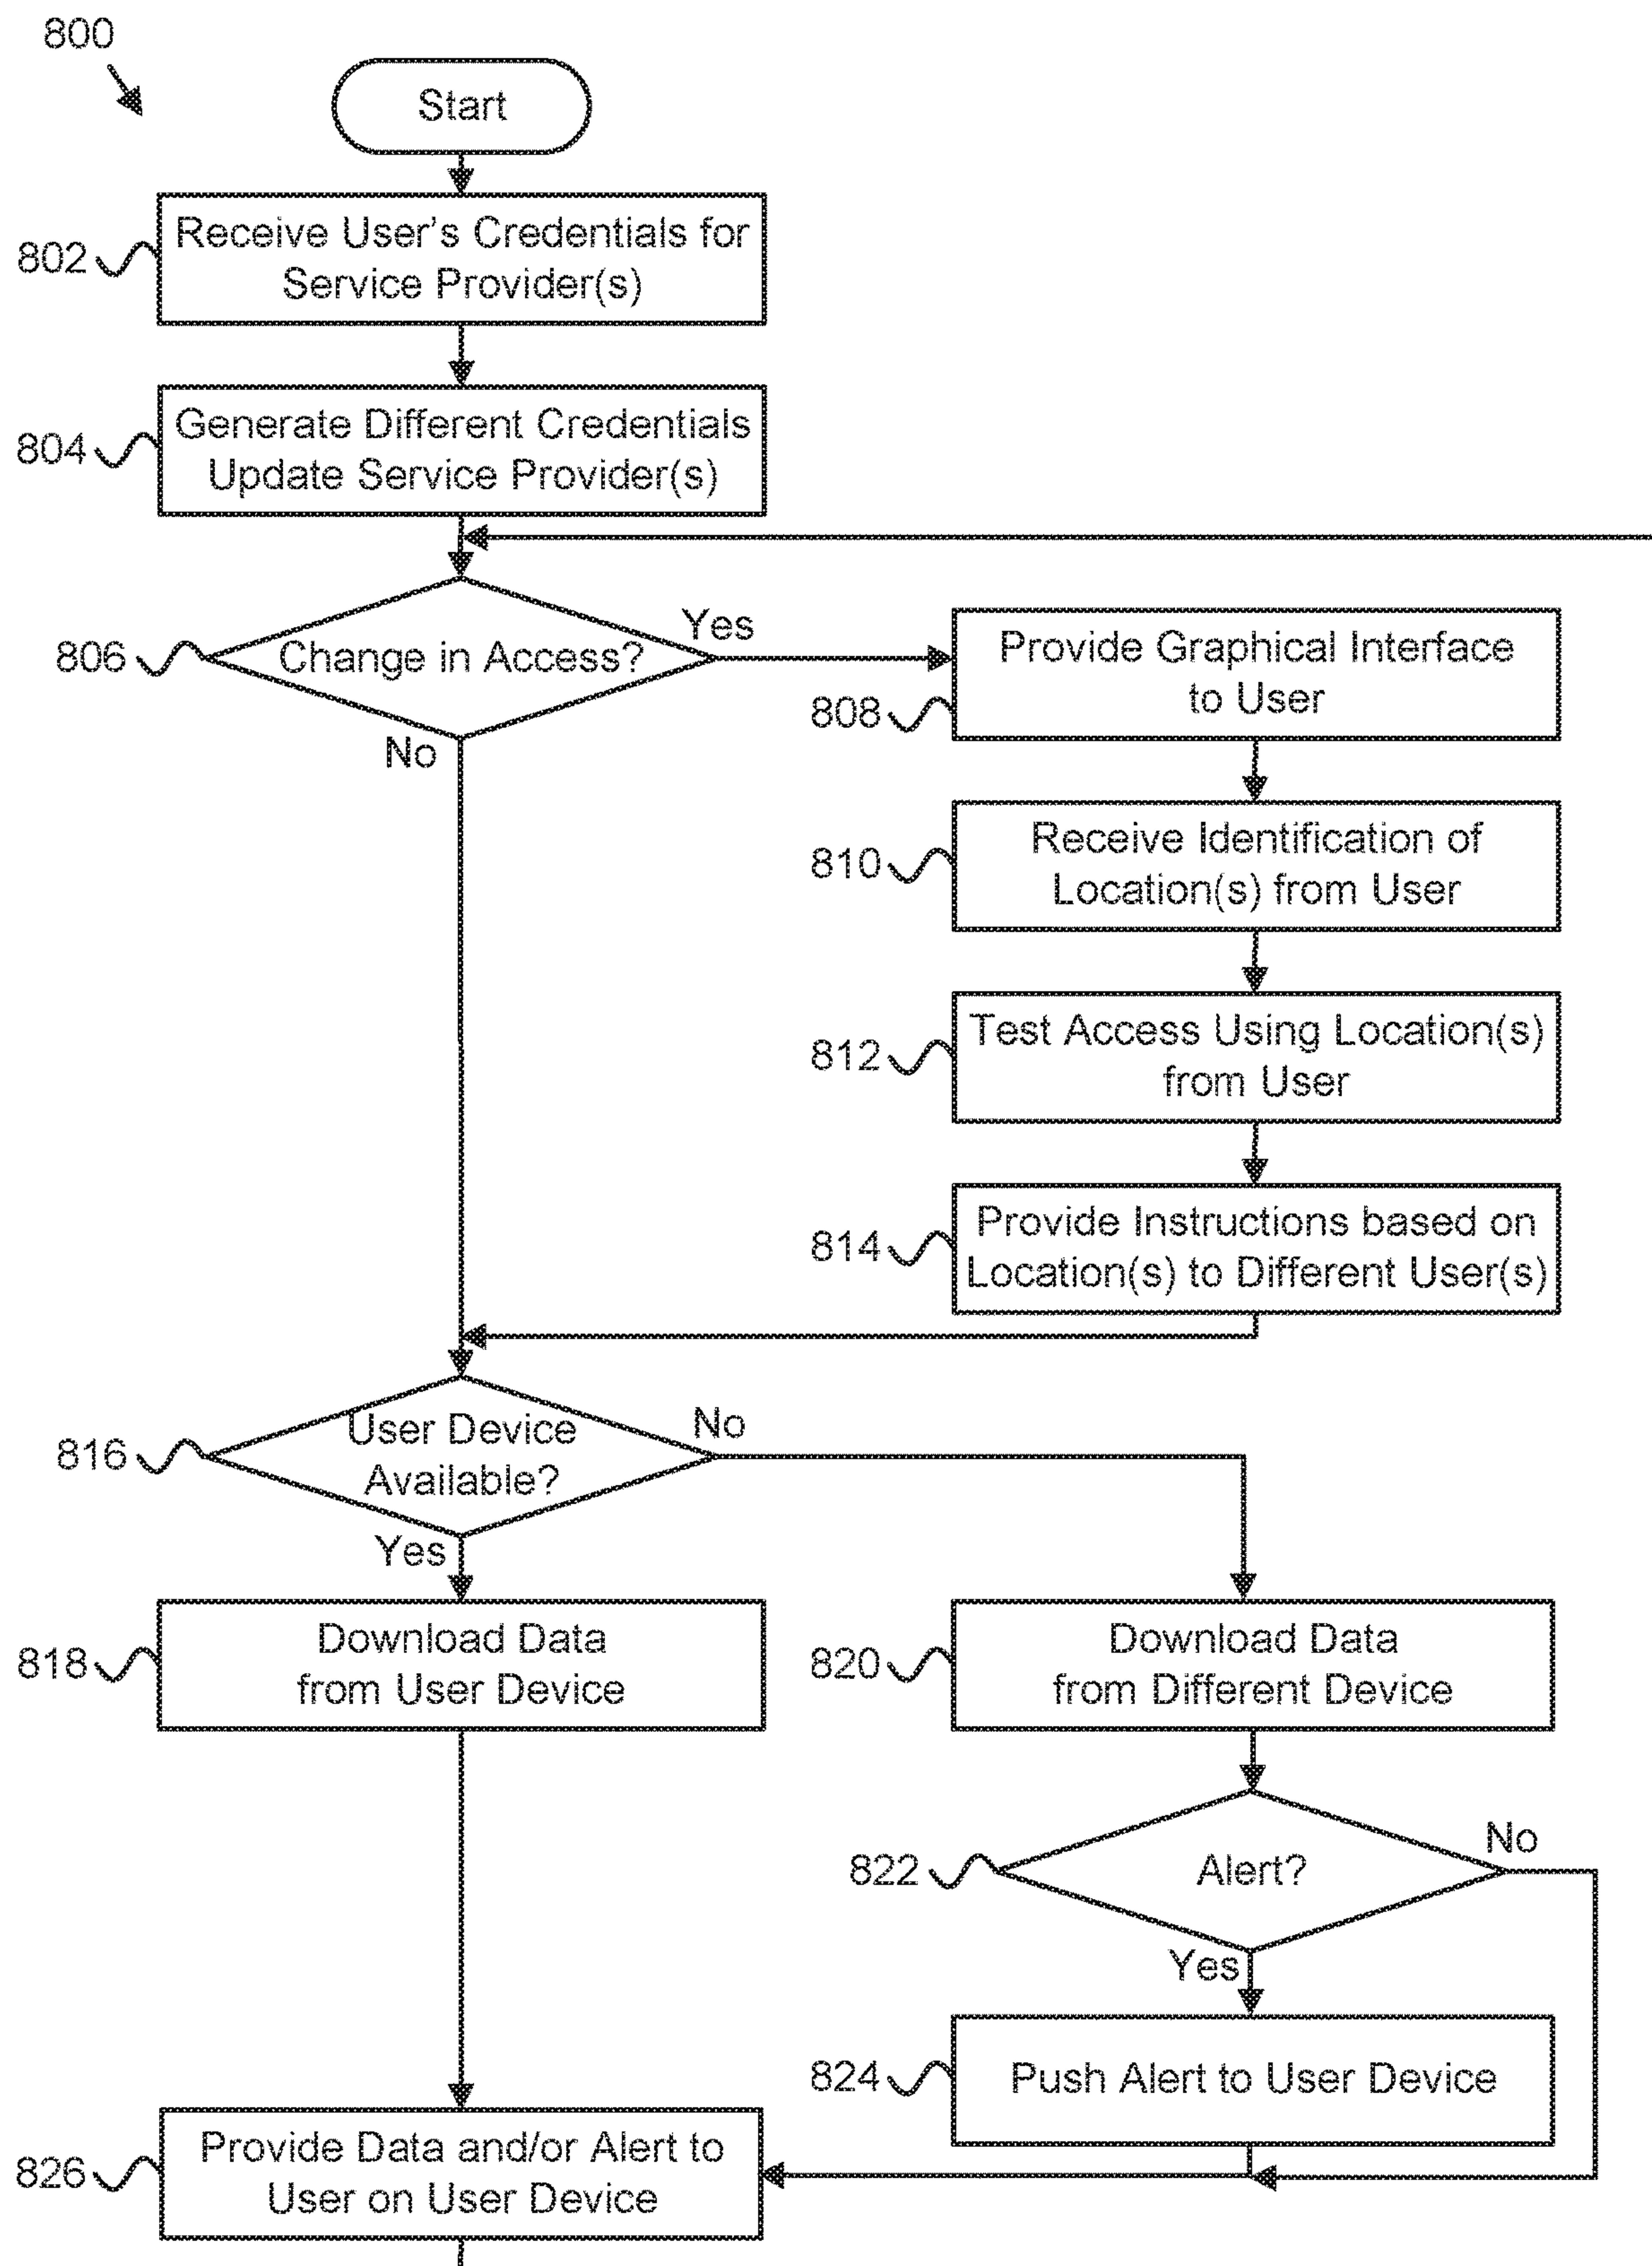 800
Start
802
Receive User's Credentials for
Service Provider(s)
804
Generate Different Credentials
Update Service Provider(s)
806
Change in Access?
Yes
No
808
Provide Graphical Interface
to User
810
Receive Identification of
Location(s) from User
812
Test Access Using Location(s)
from User
814
Provide Instructions based on
Location(s) to Different User(s)
816
User Device
Available?
No
Yes
818
Download Data
from User Device
820
Download Data
from Different Device
822
Alert?
No
Yes
824
Push Alert to User Device
826
Provide Data and/or Alert to
User on User Device